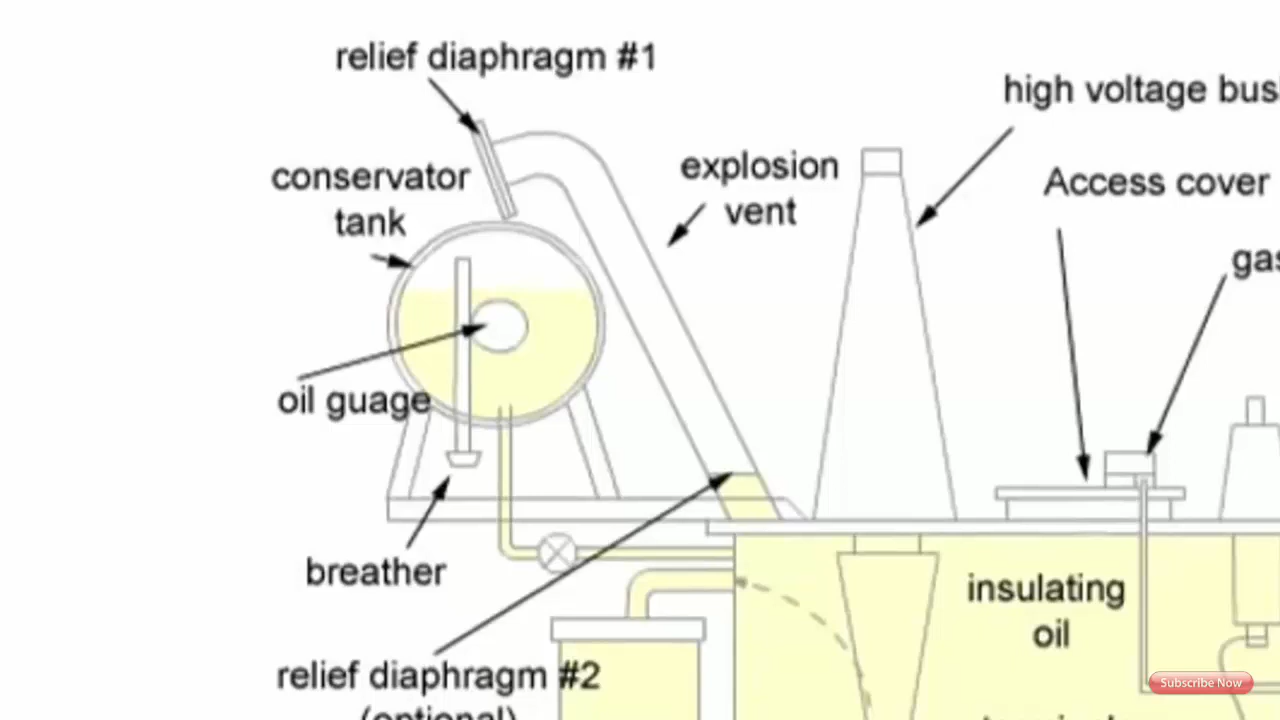 relief diaphragm #1
high voltage
conservator
tank
explosion
vent
Access cover
oil guage
breather
insulating
oil
relief diaphragm #2
(optional)
Subscribe Now